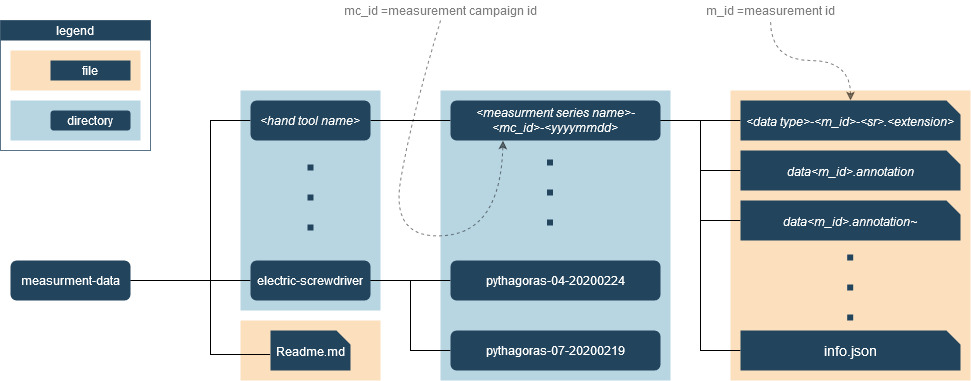 mc_id =measurement campaign id
m_id =measurement id
legend
file
directory
<hand tool name>
<measurment series name>-
<mc_id>-<yyyymmdd>
<data type>-<m_id>-<sr>.<extension>
data<m_id>.annotation
data<m_id>.annotation~
measurment-data
electric-screwdriver
pythagoras-04-20200224
Readme.md
pythagoras-07-20200219
info.json